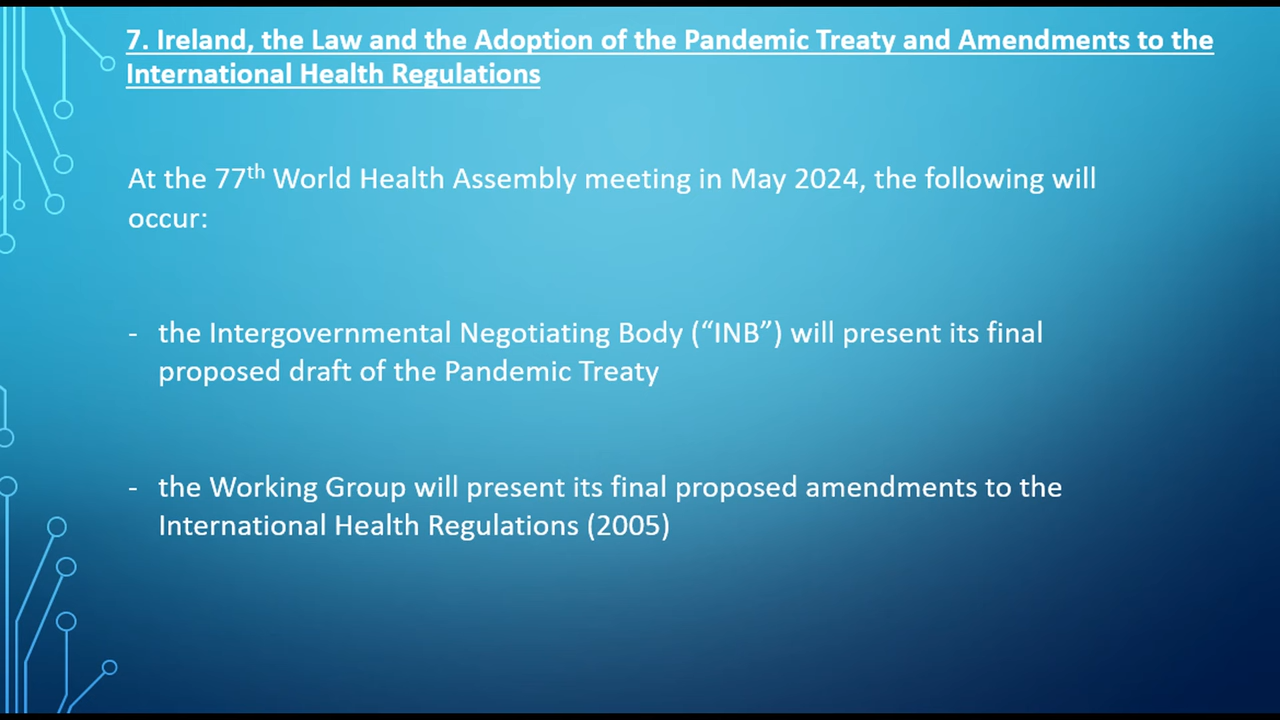 7. Ireland, the Law and the Adoption of the Pandemic Treaty and Amendments to the
International Health Regulations
At the 77th World Health Assembly meeting in May 2024, the following will
occur:
- the Intergovernmental Negotiating Body (“INB”) will present its final
proposed draft of the Pandemic Treaty
- the Working Group will present its final proposed amendments to the
International Health Regulations (2005)